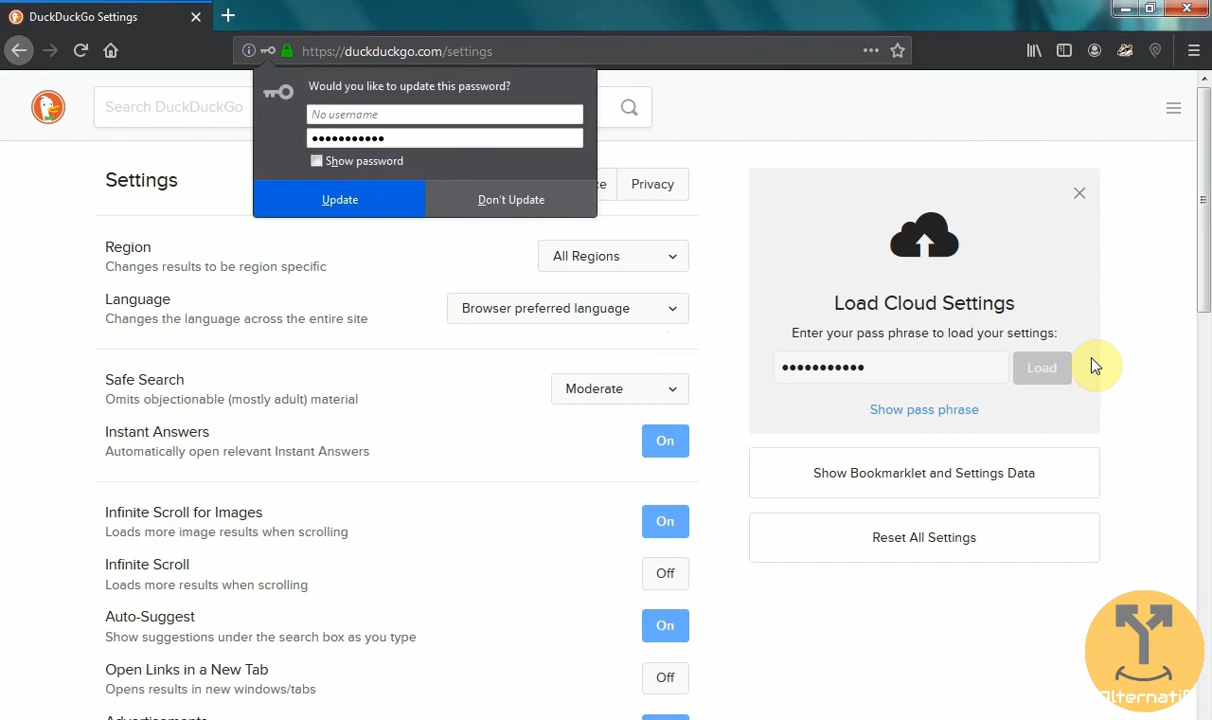 DuckDuckGo Settings
https://duckduckgo.com/settings
Would you like to update this password?
No username
•••••••••••
Show password
Update
Don't Update
Search DuckDuckGo
Settings
Privacy
Region
Changes results to be region specific
All Regions
Language
Changes the language across the entire site
Browser preferred language
Safe Search
Omits objectionable (mostly adult) material
Moderate
Instant Answers
Automatically open relevant Instant Answers
On
Infinite Scroll for Images
Loads more image results when scrolling
On
Infinite Scroll
Loads more results when scrolling
Off
Auto-Suggest
Show suggestions under the search box as you type
On
Open Links in a New Tab
Opens results in new windows/tabs
Off
Advertisements
Load Cloud Settings
Enter your pass phrase to load your settings:
•••••••••••
Load
Show pass phrase
Show Bookmarklet and Settings Data
Reset All Settings